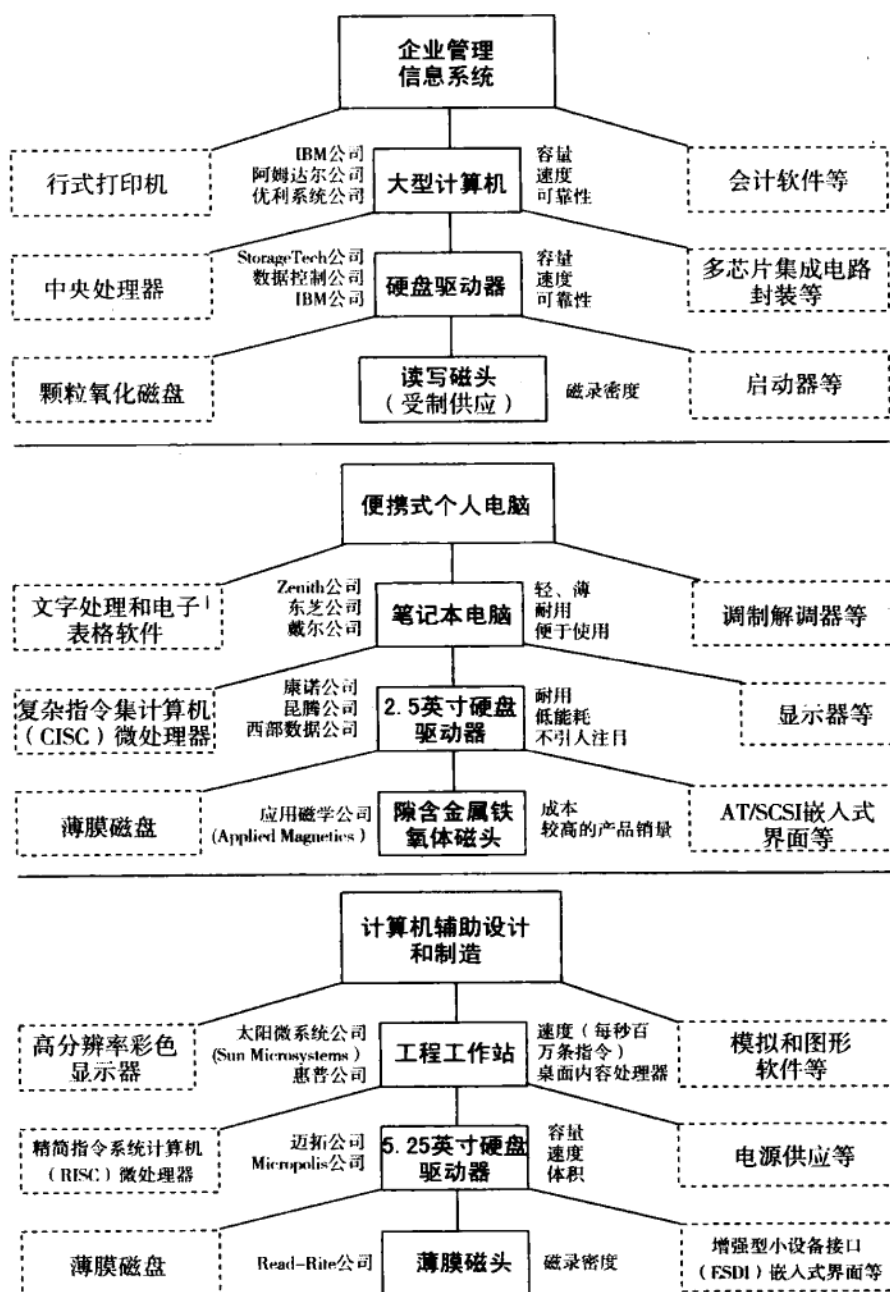 企业管理
信息系统
行式打印机
IBM公司
阿姆达尔公司
优利系统公司
大型计算机
容量
速度
可靠性
会计软件等
中央处理器
StorageTech公司
数据控制公司
IBM公司
硬盘驱动器
容量
速度
可靠性
多芯片集成电路
封装等
颗粒氧化磁盘
读写磁头
（受制供应）
磁录密度
启动器等
便携式个人电脑
文字处理和电子
表格软件
Zenith公司
东芝公司
戴尔公司
笔记本电脑
轻、薄
耐用
便于使用
调制解调器等
复杂指令集计算机
（CISC）微处理器
康诺公司
昆腾公司
西部数据公司
2.5英寸硬盘
驱动器
耐用
低能耗
不引人注目
显示器等
薄膜磁盘
应用磁学公司
(Applied Magnetics)
隙含金属铁
氧体磁头
成本
较高的产品销量
AT/SCSI嵌入式
界面等
计算机辅助设计
和制造
高分辨率彩色
显示器
太阳微系统公司
(Sun Microsystems)
惠普公司
工程工作站
速度（每秒百
万条指令）
桌面内容处理器
模拟和图形
软件等
精简指令系统计算机
（RISC）微处理器
迈拓公司
Micropolis公司
5.25英寸硬盘
驱动器
容量
速度
体积
电源供应等
薄膜磁盘
Read-Rite公司
薄膜磁头
磁录密度
增强型小设备接口
（ESDI）嵌入式界面等